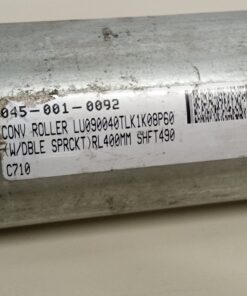 045-001-0092
CONV ROLLER LU090040TLK1K08P60
(W/DBLE SPRCKT)RL400MM SHFT490
C710